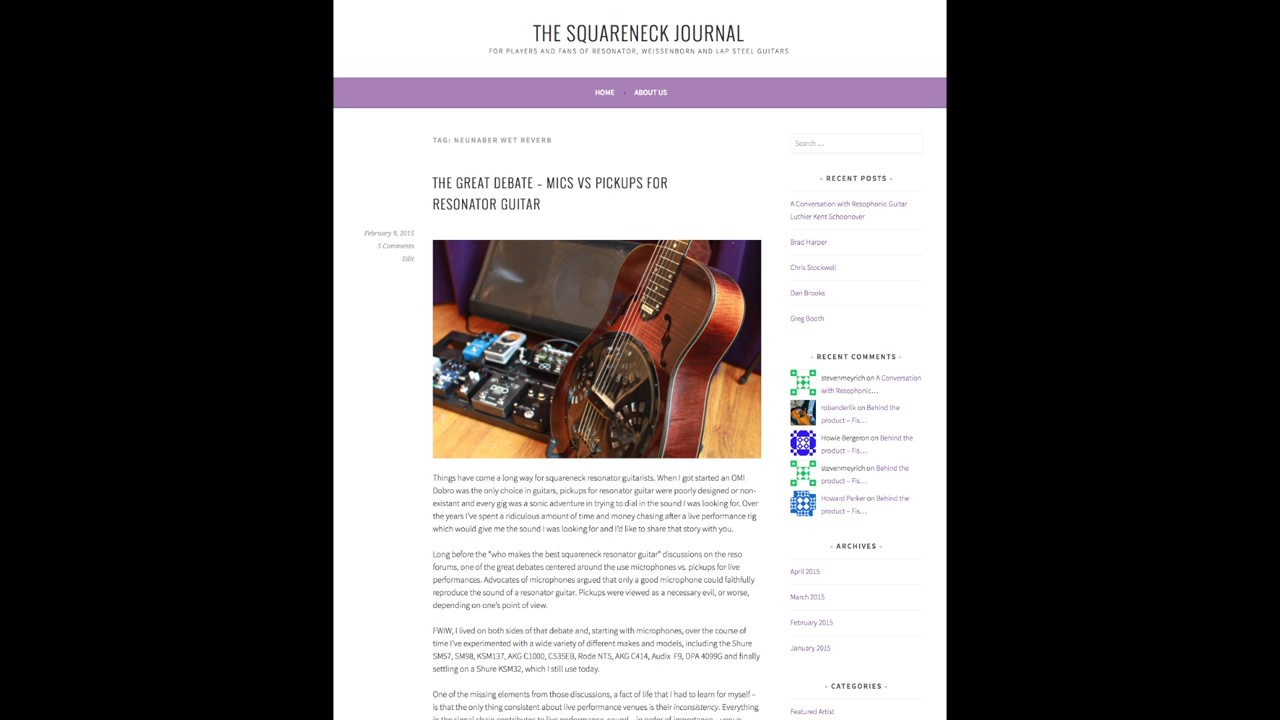 THE SQUARENECK JOURNAL
FOR PLAYERS AND FANS OF RESONATOR, WEISSENBORN AND LAP STEEL GUITARS
HOME
ABOUT US
TAG: NEUNABER WET REVERB
THE GREAT DEBATE – MICS VS PICKUPS FOR
RESONATOR GUITAR
February 9, 2015
5 Comments
Edit
Things have come a long way for squareneck resonator guitarists. When I got started an OMI
Dobro was the only choice in guitars, pickups for resonator guitar were poorly designed or non-
existant and every gig was a sonic adventure in trying to dial in the sound I was looking for. Over
the years I've spent a ridiculous amount of time and money chasing after a live performance rig
which would give me the sound I was looking for and I'd like to share that story with you.
Long before the "who makes the best squareneck resonator guitar" discussions on the reso
forums, one of the great debates centered around the use microphones vs. pickups for live
performances. Advocates of microphones argued that only a good microphone could faithfully
reproduce the sound of a resonator guitar. Pickups were viewed as a necessary evil, or worse,
depending on one's point of view.
FWIW, I lived on both sides of that debate and, starting with microphones, over the course of
time I've experimented with a wide variety of different makes and models, including the Shure
SM57, SM98, KSM137, AKG C1000, C535EB, Rode NT5, AKG C414, Audix F9, DPA 4099G and finally
settling on a Shure KSM32, which I still use today.
One of the missing elements from those discussions, a fact of life that I had to learn for myself –
is that the only thing consistent about live performance venues is their inconsistency. Everything
in the signal chain contributes to live performance sound – in order of importance – venue,
Search …
- RECENT POSTS -
A Conversation with Resophonic Guitar
Luthier Kent Schoonover
Brad Harper
Chris Stockwell
Dan Brooks
Greg Booth
- RECENT COMMENTS -
stevenmeyrich on A Conversation
with Resophonic…
robanderlik on Behind the
product – Fis…
Howie Bergeron on Behind the
product – Fis…
stevenmeyrich on Behind the
product – Fis…
Howard Parker on Behind the
product – Fis…
- ARCHIVES -
April 2015
March 2015
February 2015
January 2015
- CATEGORIES -
Featured Artist